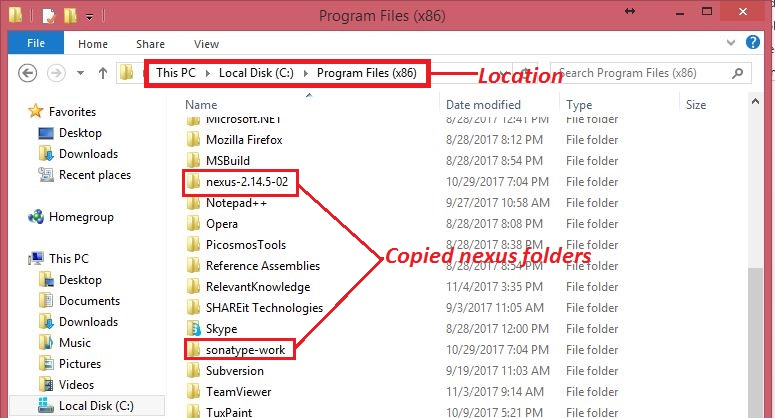 Program Files (x86)
File Home Share View
This PC Local Disk (C:) Program Files (x86)
Location
Search Program Files (x86)
Favorites
Desktop
Downloads
Recent places
Homegroup
This PC
Desktop
Documents
Downloads
Music
Pictures
Videos
Local Disk (C:)
Name Date modified Type Size
Microsoft.NET 8/28/2017 12:41 PM File folder
Mozilla Firefox 8/28/2017 8:12 PM File folder
MSBuild 8/28/2017 8:54 PM File folder
nexus-2.14.5-02 10/29/2017 7:04 PM File folder
Notepad++ 9/27/2017 10:58 AM File folder
Opera 8/28/2017 8:08 PM File folder
PicosmosTools 8/28/2017 8:38 PM File folder
Copied nexus folders
Reference Assemblies 8/28/2017 8:54 PM File folder
RelevantKnowledge 11/4/2017 3:35 PM File folder
SHAREit Technologies 9/3/2017 11:05 AM File folder
Skype 8/28/2017 12:00 PM File folder
sonatype-work 10/29/2017 7:04 PM File folder
Subversion 9/19/2017 11:03 AM File folder
TeamViewer 11/3/2017 9:14 AM File folder
TuxPaint 10/9/2017 5:21 PM File folder